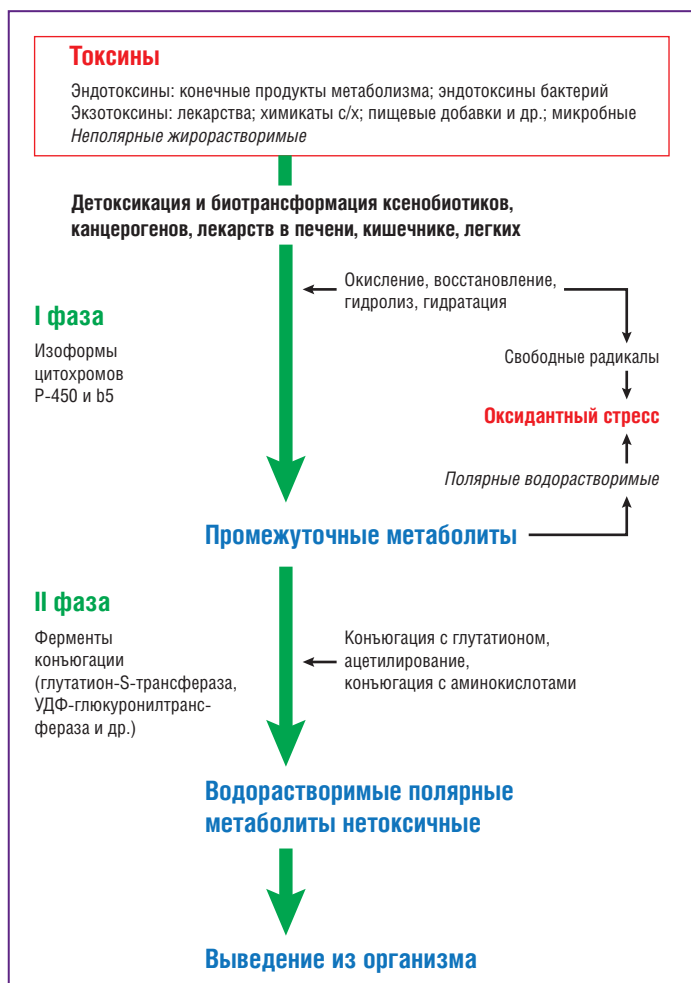 Токсины
Эндотоксины: конечные продукты метаболизма; эндотоксины бактерий
Экзотоксины: лекарства; химикаты с/х; пищевые добавки и др.; микробные
Неполярные жирорастворимые
Детоксикация и биотрансформация ксенобиотиков,
канцерогенов, лекарств в печени, кишечнике, легких
Окисление, восстановление,
гидролиз, гидратация
I фаза
Изоформы
цитохромов
P-450 и b5
Свободные радикалы
Оксидантный стресс
Полярные водорастворимые
Промежуточные метаболиты
II фаза
Ферменты
конъюгации
(глутатион-S-трансфераза,
УДФ-глюкуронилтранс-
фераза и др.)
Конъюгация с глутатионом,
ацетилирование,
конъюгация с аминокислотами
Водорастворимые полярные
метаболиты нетоксичные
Выведение из организма